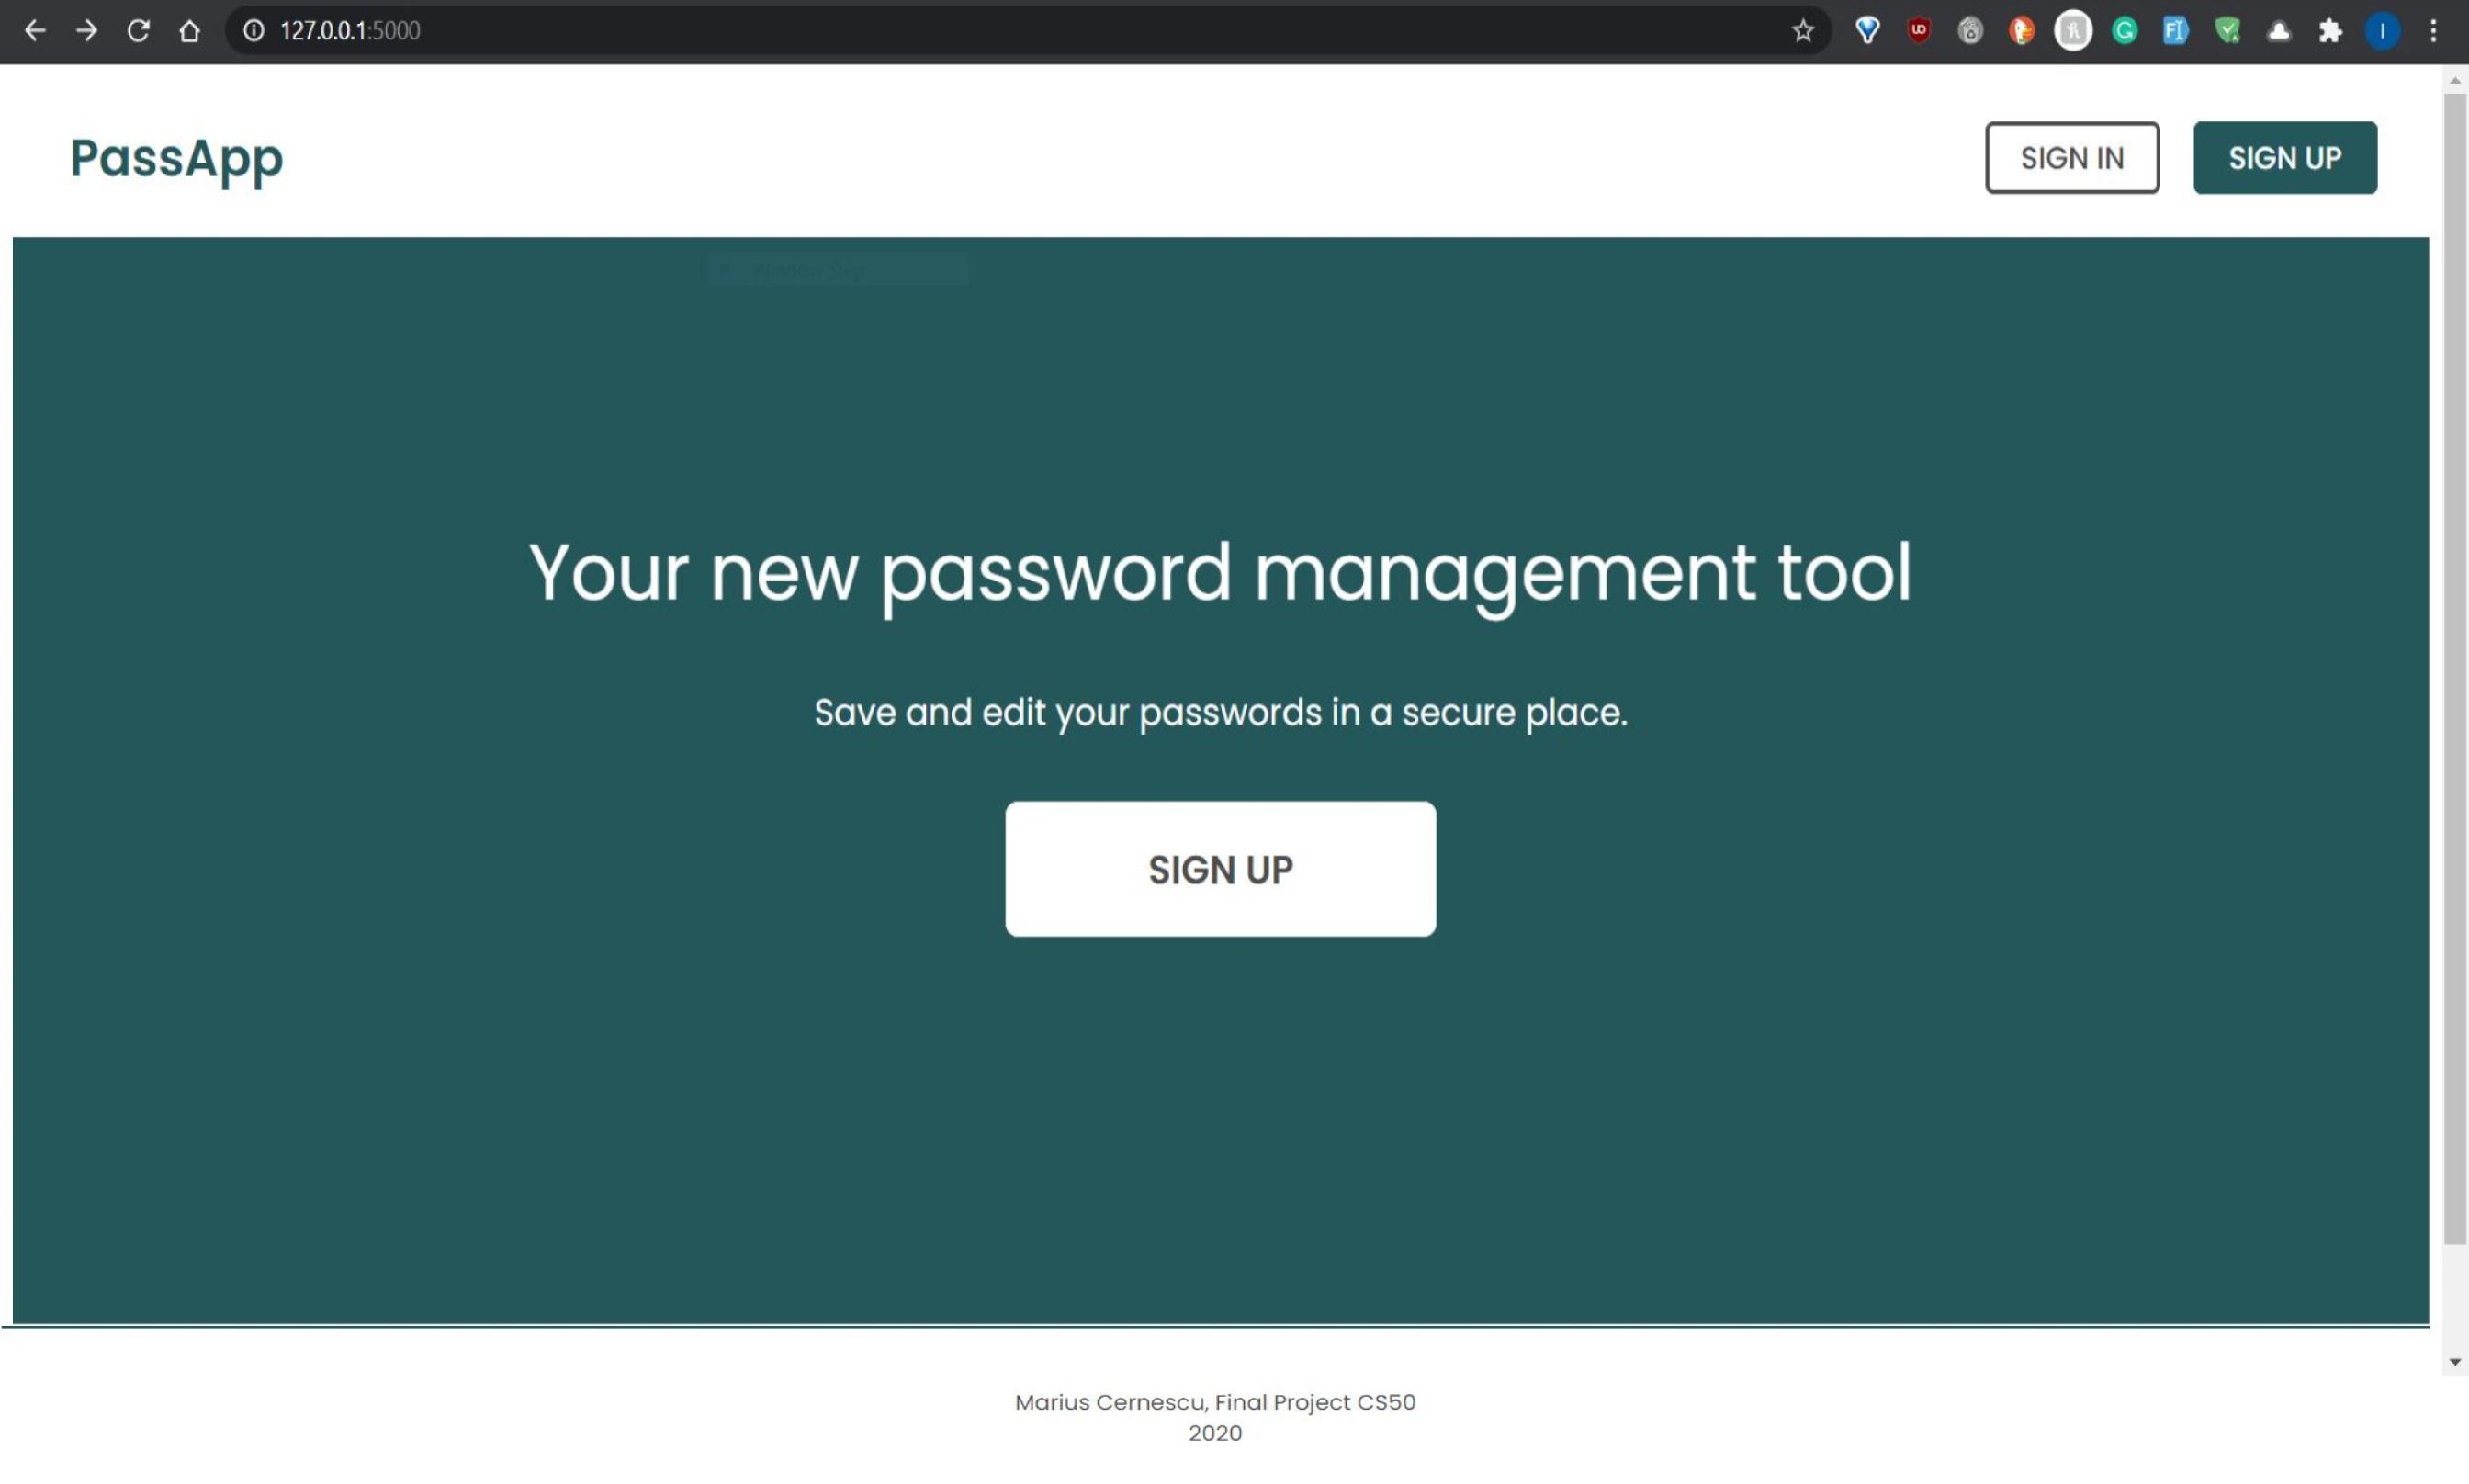 127.0.0.1:5000
PassApp
SIGN IN
SIGN UP
Your new password management tool
Save and edit your passwords in a secure place.
SIGN UP
Marius Cernescu, Final Project CS50
2020